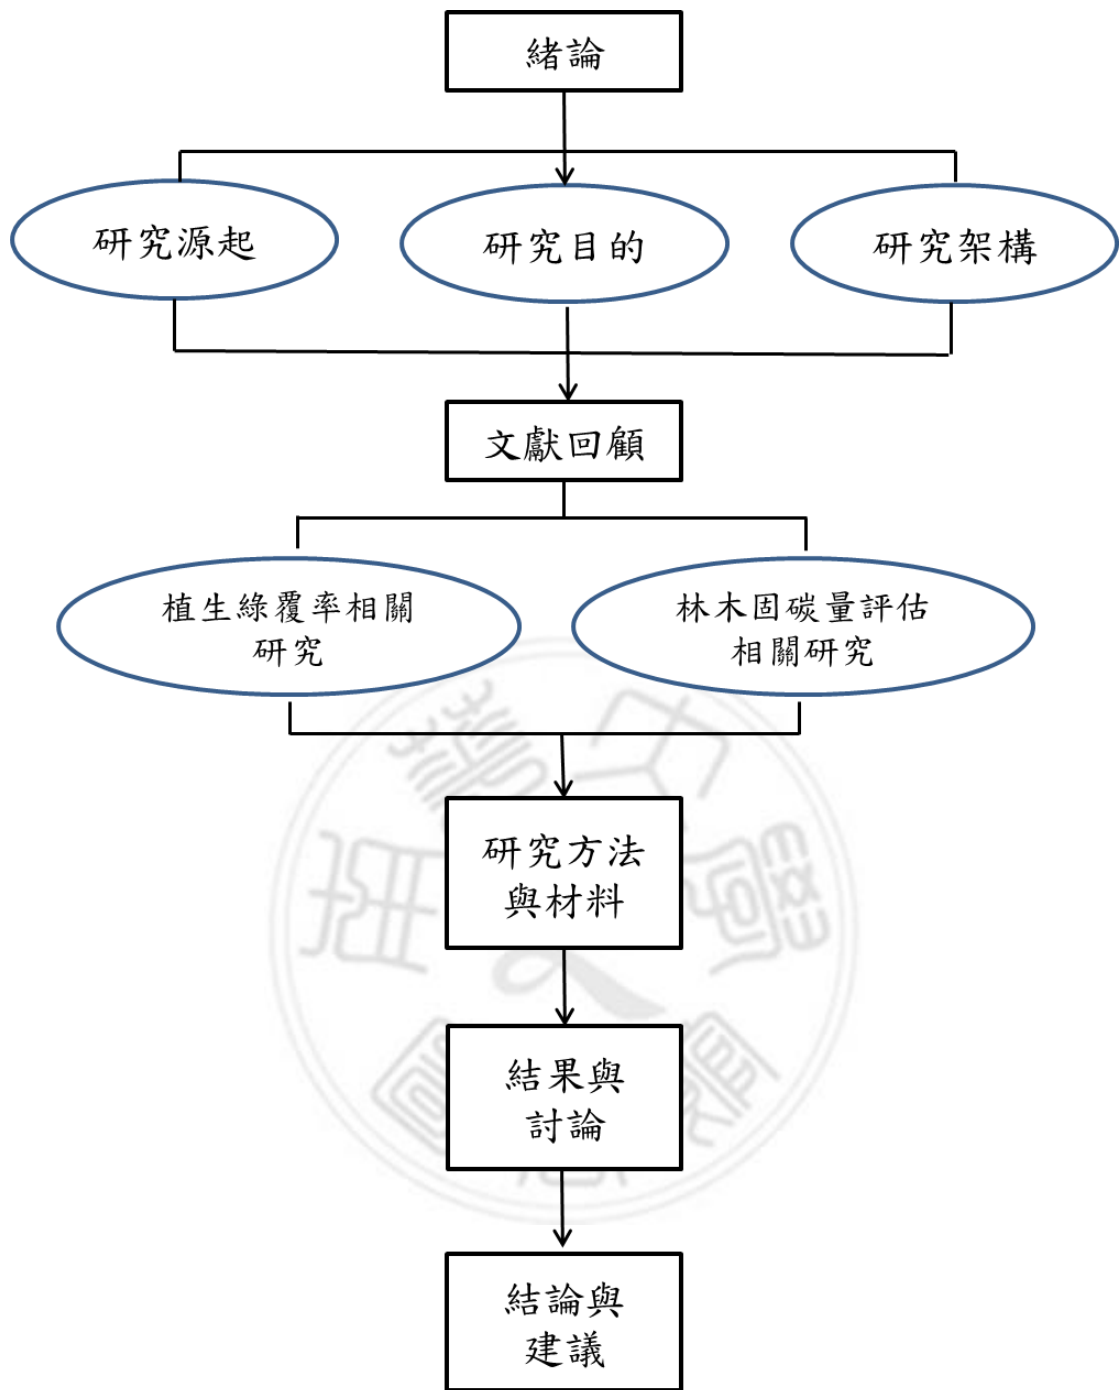 緒論
研究源起
研究目的
研究架構
文獻回顧
植生綠覆率相關
研究
林木固碳量評估
相關研究
研究方法
與材料
結果與
討論
結論與
建議